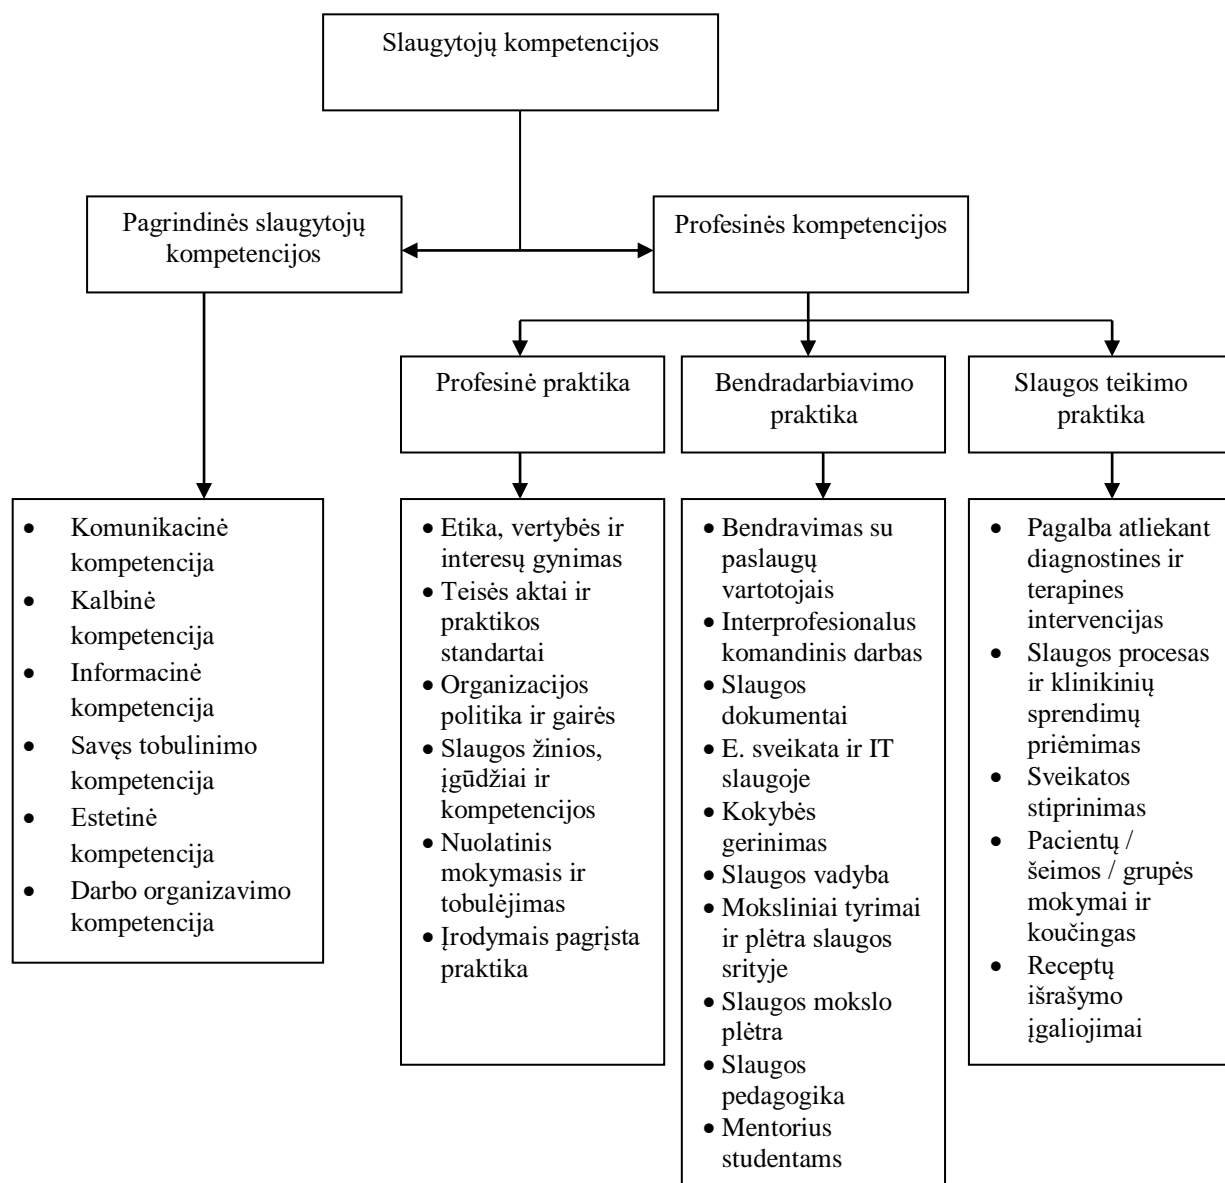 Slaugytojų kompetencijos
Pagrindinės slaugytojų
kompetencijos
Profesinės kompetencijos
Profesinė praktika
Bendradarbiavimo
praktika
Slaugos teikimo
praktika
• Komunikacinė
kompetencija
• Kalbinė
kompetencija
• Informacinė
kompetencija
• Savęs tobulinimo
kompetencija
• Estetinė
kompetencija
• Darbo organizavimo
kompetencija
• Etika, vertybės ir
interesų gynimas
• Teisės aktai ir
praktikos
standartai
• Organizacijos
politika ir gairės
• Slaugos žinios,
įgūdžiai ir
kompetencijos
• Nuolatinis
mokymasis ir
tobulėjimas
• Įrodymais pagrįsta
praktika
• Bendravimas su
paslaugų
vartotojais
• Interprofesionalus
komandinis darbas
• Slaugos
dokumentai
• E. sveikata ir IT
slaugoje
• Kokybės
gerinimas
• Slaugos vadyba
• Moksliniai tyrimai
ir plėtra slaugos
srityje
• Slaugos mokslo
plėtra
• Slaugos
pedagogika
• Mentorius
studentams
• Pagalba atliekant
diagnostines ir
terapines
intervencijas
• Slaugos procesas
ir klinikinių
sprendimų
priėmimas
• Sveikatos
stiprinimas
• Pacientų /
šeimos / grupės
mokymai ir
koučingas
• Receptų
išrašymo
įgaliojimai